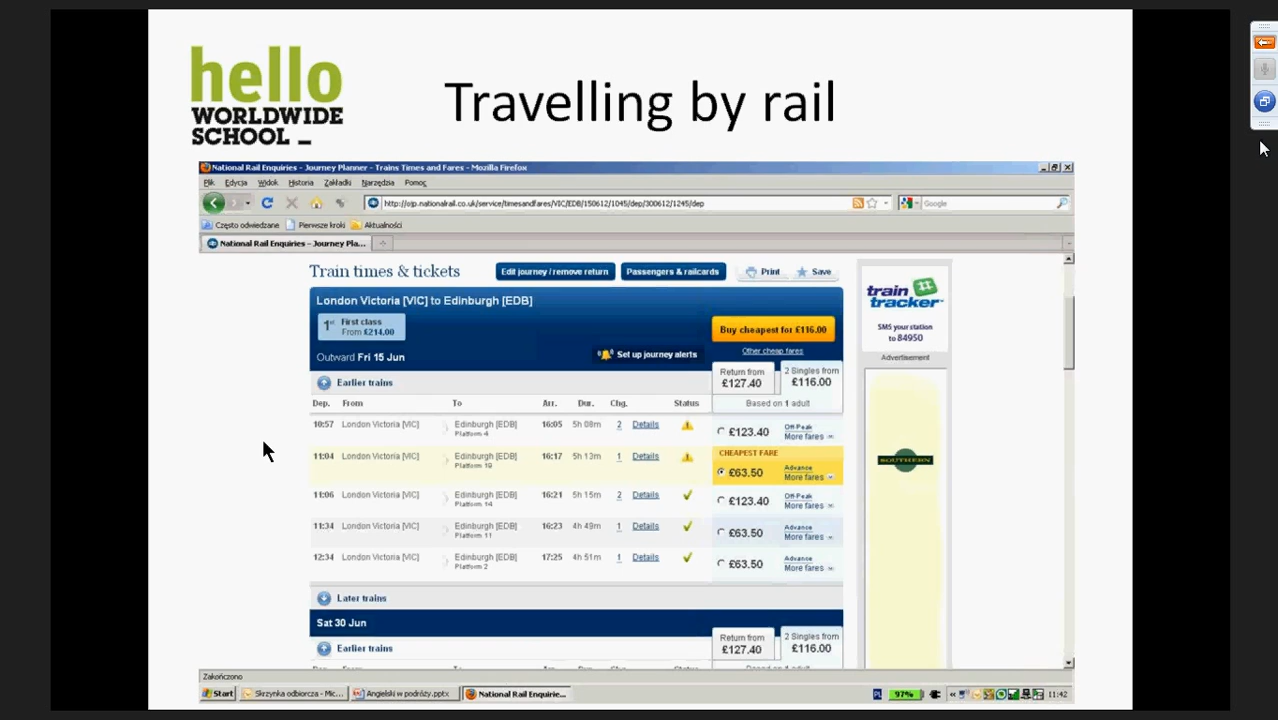 hello
WORLDWIDE
SCHOOL _
Travelling by rail
National Rail Enquiries - Journey Planner - Trains Times and Fares - Mozilla Firefox
Plik Edycja Widok Historia Zakładki Narzędzia Pomoc
http://ojp.nationalrail.co.uk/service/timesandfares/VIC/EDB/150612/1045/dep/300612/1245/dep
Google
Często odwiedzane Pierwsze kroki Aktualności
National Rail Enquiries - Journey Pla...
Train times & tickets
Edit journey / remove return
Passengers & railcards
Print
Save
London Victoria [VIC] to Edinburgh [EDB]
1st First class
From £214.00
Buy cheapest for £116.00
Other cheap fares
Outward Fri 15 Jun
Set up journey alerts
Return from
£127.40
2 Singles from
£116.00
Earlier trains
Dep. From To Arr. Dur. Chg. Status
Based on 1 adult
10:57 London Victoria [VIC] Edinburgh [EDB] 16:05 5h 08m 2 Details
Platform 4
£123.40
Off-Peak
More fares
CHEAPEST FARE
11:04 London Victoria [VIC] Edinburgh [EDB] 16:17 5h 13m 1 Details
Platform 19
£63.50
Advance
More fares
11:06 London Victoria [VIC] Edinburgh [EDB] 16:21 5h 15m 2 Details
Platform 14
£123.40
Off-Peak
More fares
11:34 London Victoria [VIC] Edinburgh [EDB] 16:23 4h 49m 1 Details
Platform 11
£63.50
Advance
More fares
12:34 London Victoria [VIC] Edinburgh [EDB] 17:25 4h 51m 1 Details
Platform 2
£63.50
Advance
More fares
Later trains
Sat 30 Jun
Return from
£127.40
2 Singles from
£116.00
Earlier trains
train
tracker
SMS your station
to 84950
Advertisement
SOUTHERN
Zakończono
Start
Skrzynka odbiorcza - Mic...
Angielski w podróży.pptx
National Rail Enquirie...
PL
97%
11:42